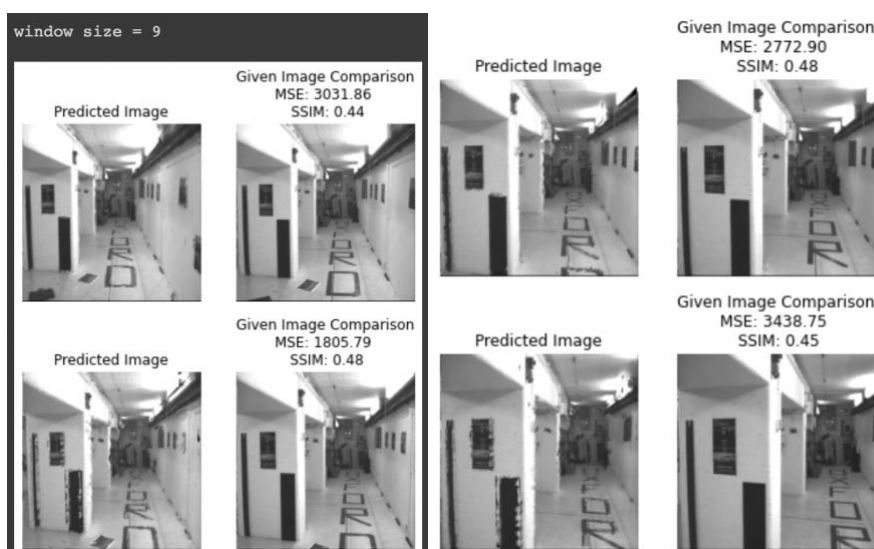 window size = 9
Predicted Image
Given Image Comparison
MSE: 3031.86
SSIM: 0.44
Predicted Image
Given Image Comparison
MSE: 2772.90
SSIM: 0.48
Predicted Image
Given Image Comparison
MSE: 1805.79
SSIM: 0.48
Predicted Image
Given Image Comparison
MSE: 3438.75
SSIM: 0.45